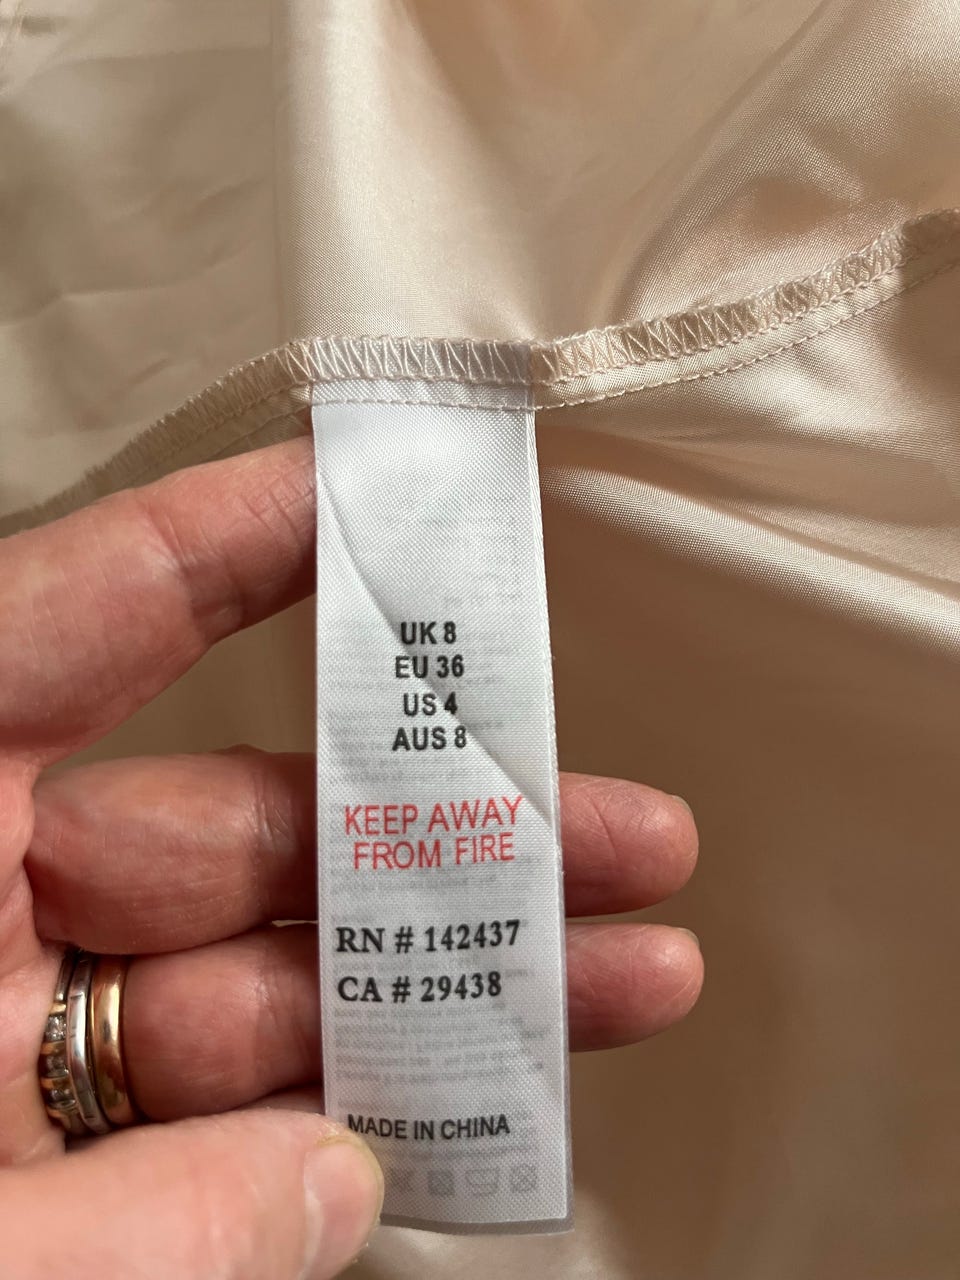 UK 8
EU 36
US 4
AUS 8
KEEP AWAY
FROM FIRE
RN # 142437
CA # 29438
MADE IN CHINA